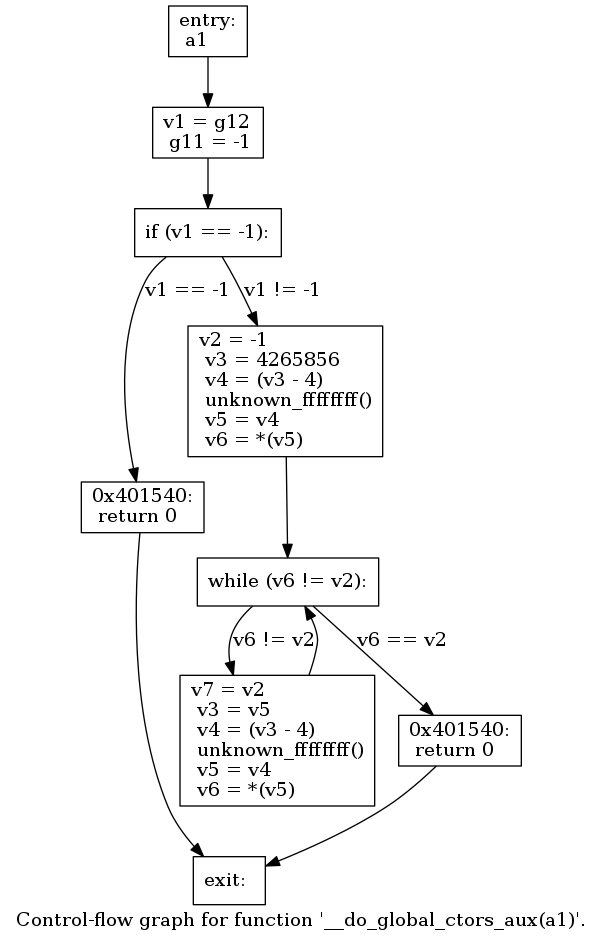 entry:
a1
v1 = g12
g11 = -1
if (v1 == -1):
v1 == -1
v1 != -1
v2 = -1
v3 = 4265856
v4 = (v3 - 4)
unknown_ffffffff()
v5 = v4
v6 = *(v5)
0x401540:
return 0
while (v6 != v2):
v6 != v2
v6 == v2
v7 = v2
v3 = v5
v4 = (v3 - 4)
unknown_ffffffff()
v5 = v4
v6 = *(v5)
0x401540:
return 0
exit:
Control-flow graph for function '__do_global_ctors_aux(a1)'.